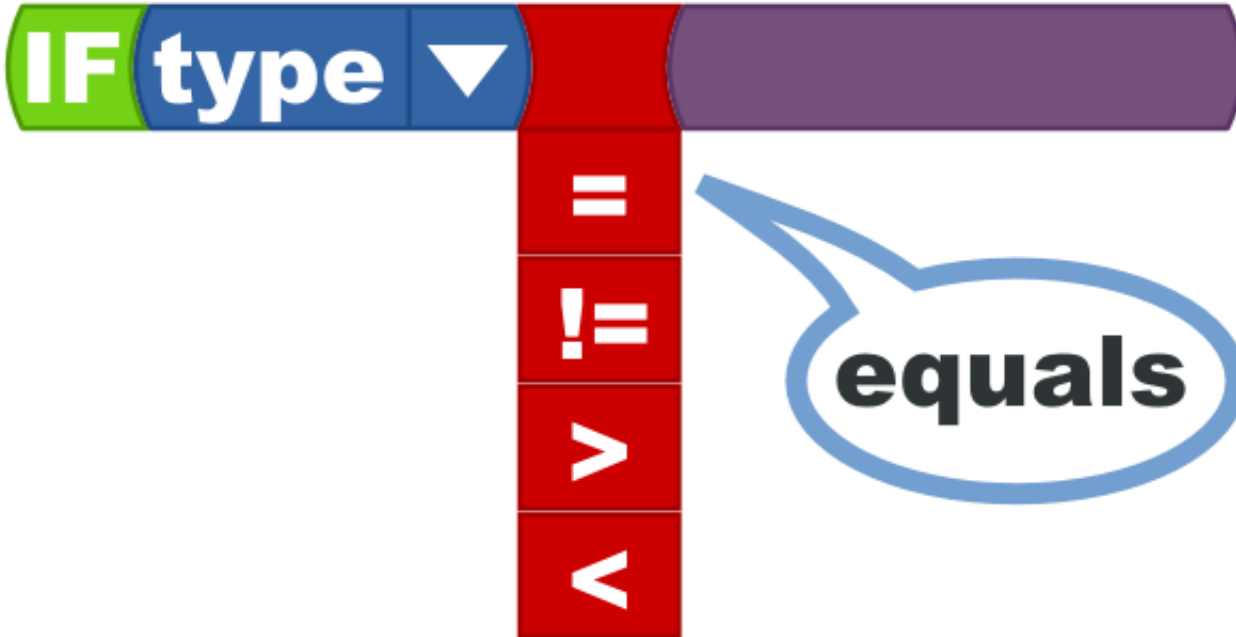 IF type
=
!=
equals
>
<